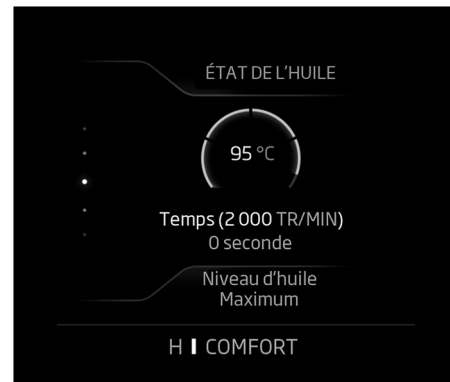 ÉTAT DE L'HUILE
95 °C
Temps (2 000 TR/MIN)
0 seconde
Niveau d'huile
Maximum
H COMFORT